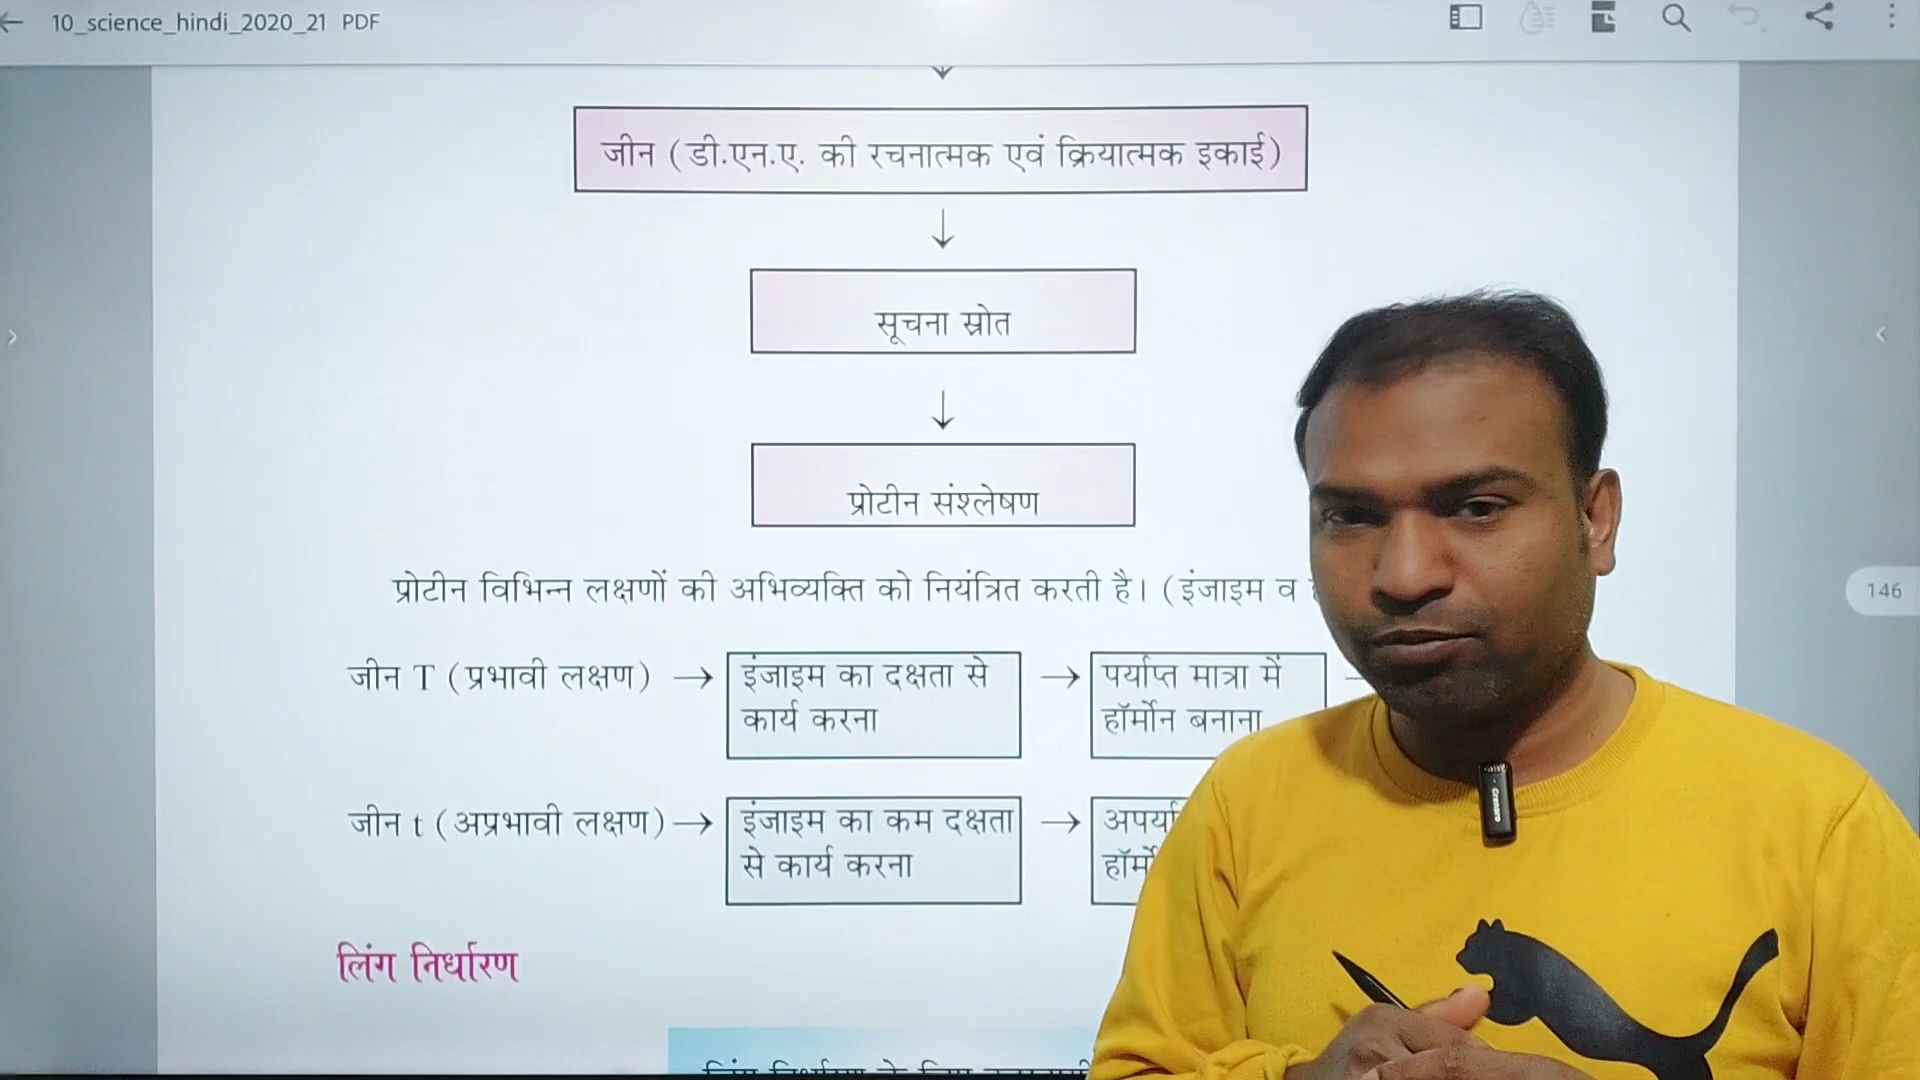 10_science_hindi_2020_21 PDF
जीन (डी.एन.ए. की रचनात्मक एवं क्रियात्मक इकाई)
सूचना स्रोत
प्रोटीन संश्लेषण
प्रोटीन विभिन्न लक्षणों की अभिव्यक्ति को नियंत्रित करती है। (इंजाइम व
146
जीन T (प्रभावी लक्षण) → इंजाइम का दक्षता से → पर्याप्त मात्रा में
कार्य करना हॉर्मोन बनाना
जीन t (अप्रभावी लक्षण) → इंजाइम का कम दक्षता →
से कार्य करना
लिंग निर्धारण